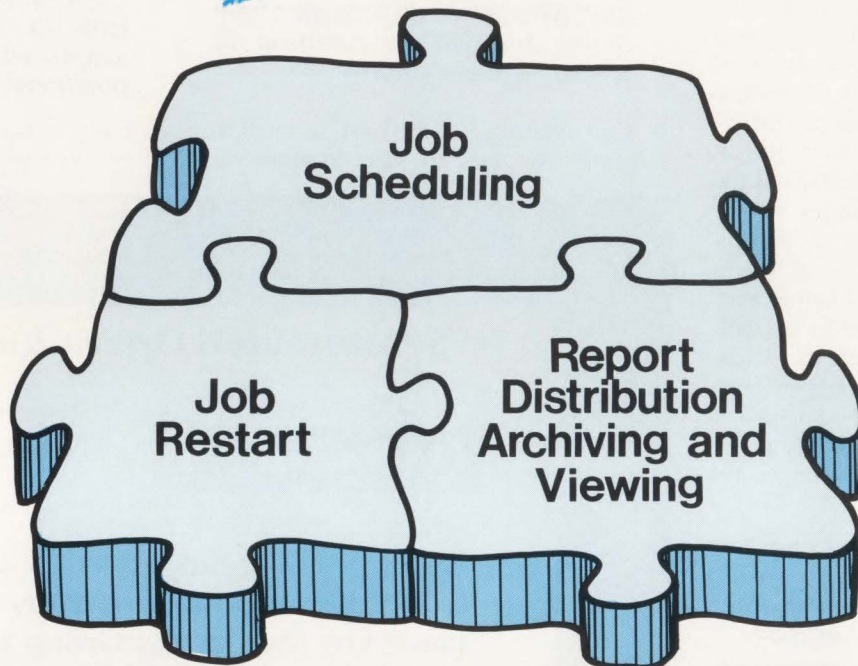 Job
Scheduling
Job
Restart
Report
Distribution
Archiving and
Viewing